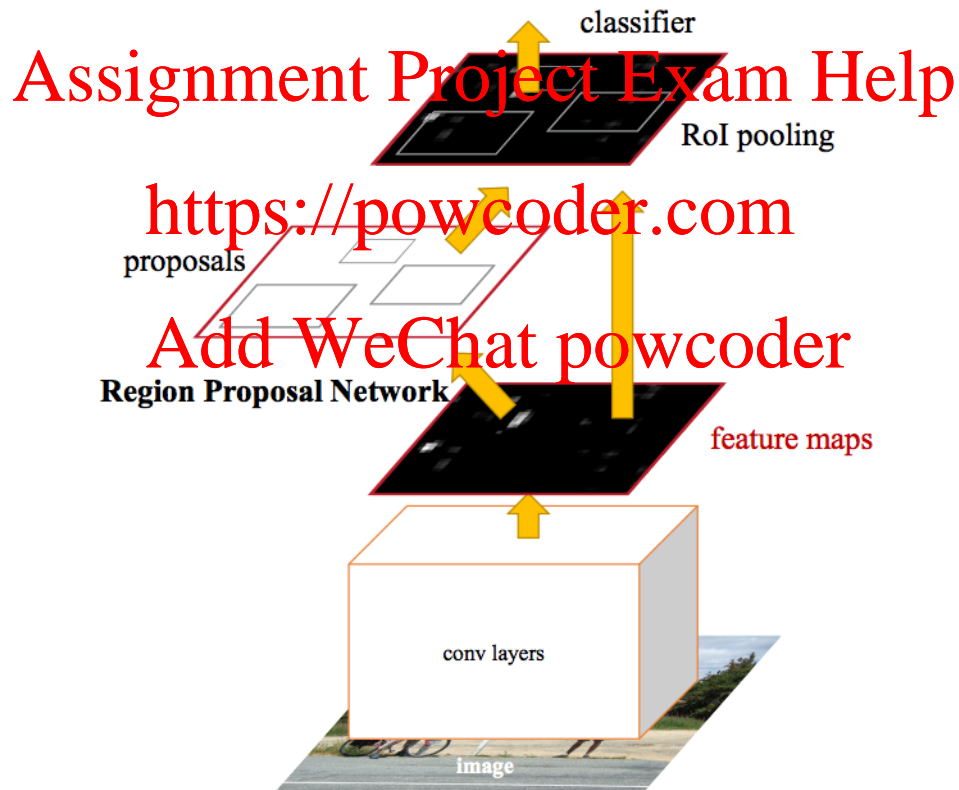 classifier
Assignment Project Exam Help
RoI pooling
https://powcoder.com
proposals
Add WeChat powcoder
Region Proposal Network
feature maps
conv layers
image